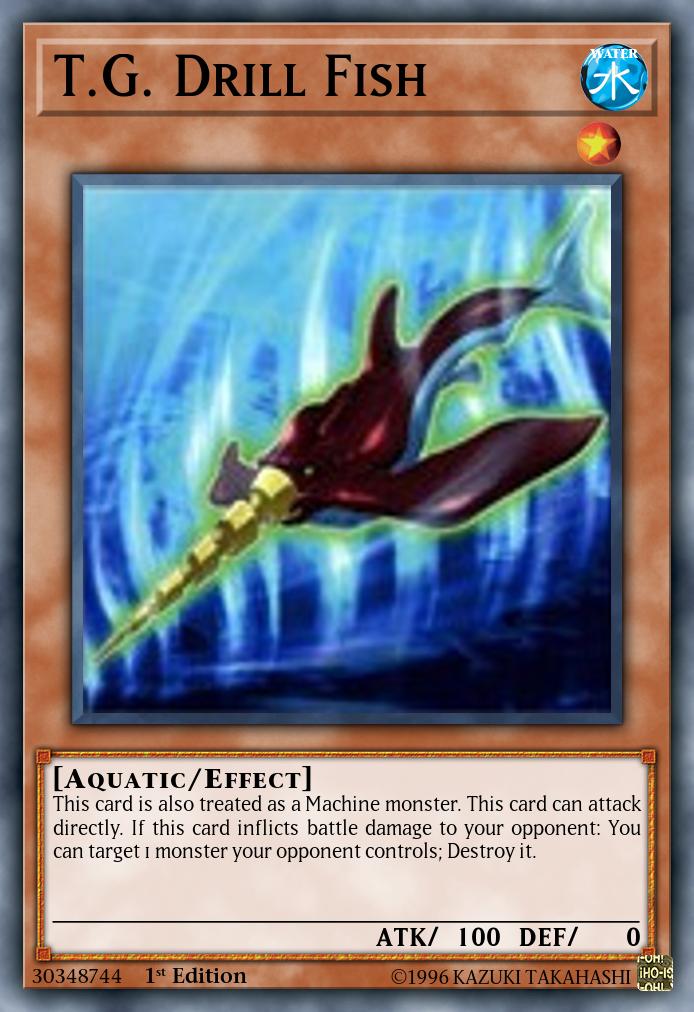 T.G. Drill Fish
WATER
水
[Aquatic/Effect]
This card is also treated as a Machine monster. This card can attack
directly. If this card inflicts battle damage to your opponent: You
can target 1 monster your opponent controls; Destroy it.
ATK/ 100 DEF/ 0
30348744 1st Edition ©1996 KAZUKI TAKAHASHI